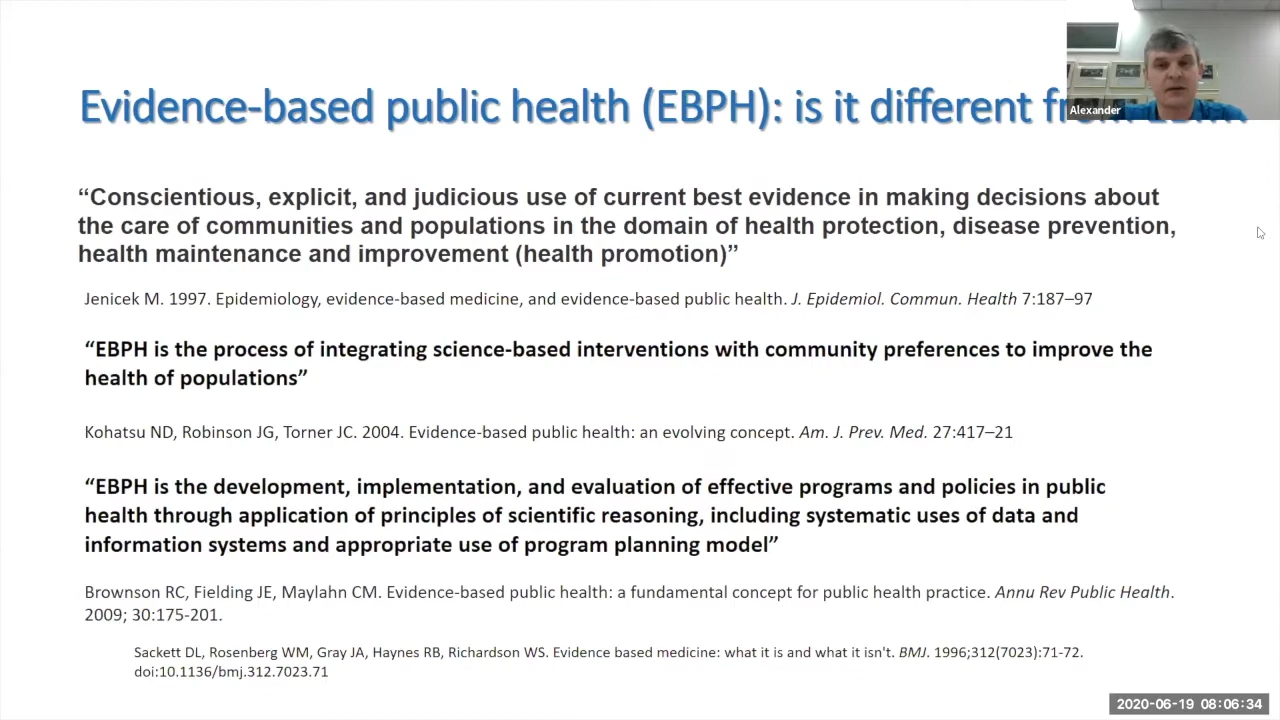 Evidence-based public health (EBPH): is it different
Alexander
“Conscientious, explicit, and judicious use of current best evidence in making decisions about
the care of communities and populations in the domain of health protection, disease prevention,
health maintenance and improvement (health promotion)”
Jenicek M. 1997. Epidemiology, evidence-based medicine, and evidence-based public health. J. Epidemiol. Commun. Health 7:187–97
“EBPH is the process of integrating science-based interventions with community preferences to improve the
health of populations”
Kohatsu ND, Robinson JG, Torner JC. 2004. Evidence-based public health: an evolving concept. Am. J. Prev. Med. 27:417–21
“EBPH is the development, implementation, and evaluation of effective programs and policies in public
health through application of principles of scientific reasoning, including systematic uses of data and
information systems and appropriate use of program planning model”
Brownson RC, Fielding JE, Maylahn CM. Evidence-based public health: a fundamental concept for public health practice. Annu Rev Public Health.
2009; 30:175-201.
Sackett DL, Rosenberg WM, Gray JA, Haynes RB, Richardson WS. Evidence based medicine: what it is and what it isn't. BMJ. 1996;312(7023):71-72.
doi:10.1136/bmj.312.7023.71
2020-06-19 08:06:34